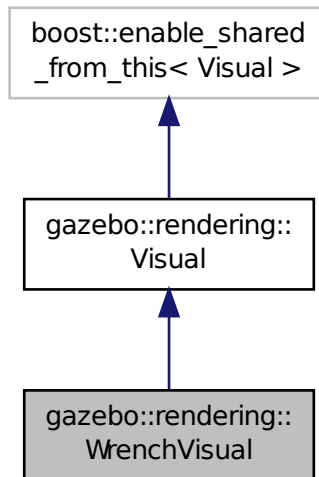 boost::enable_shared
_from_this< Visual >
gazebo::rendering::
Visual
gazebo::rendering::
WrenchVisual